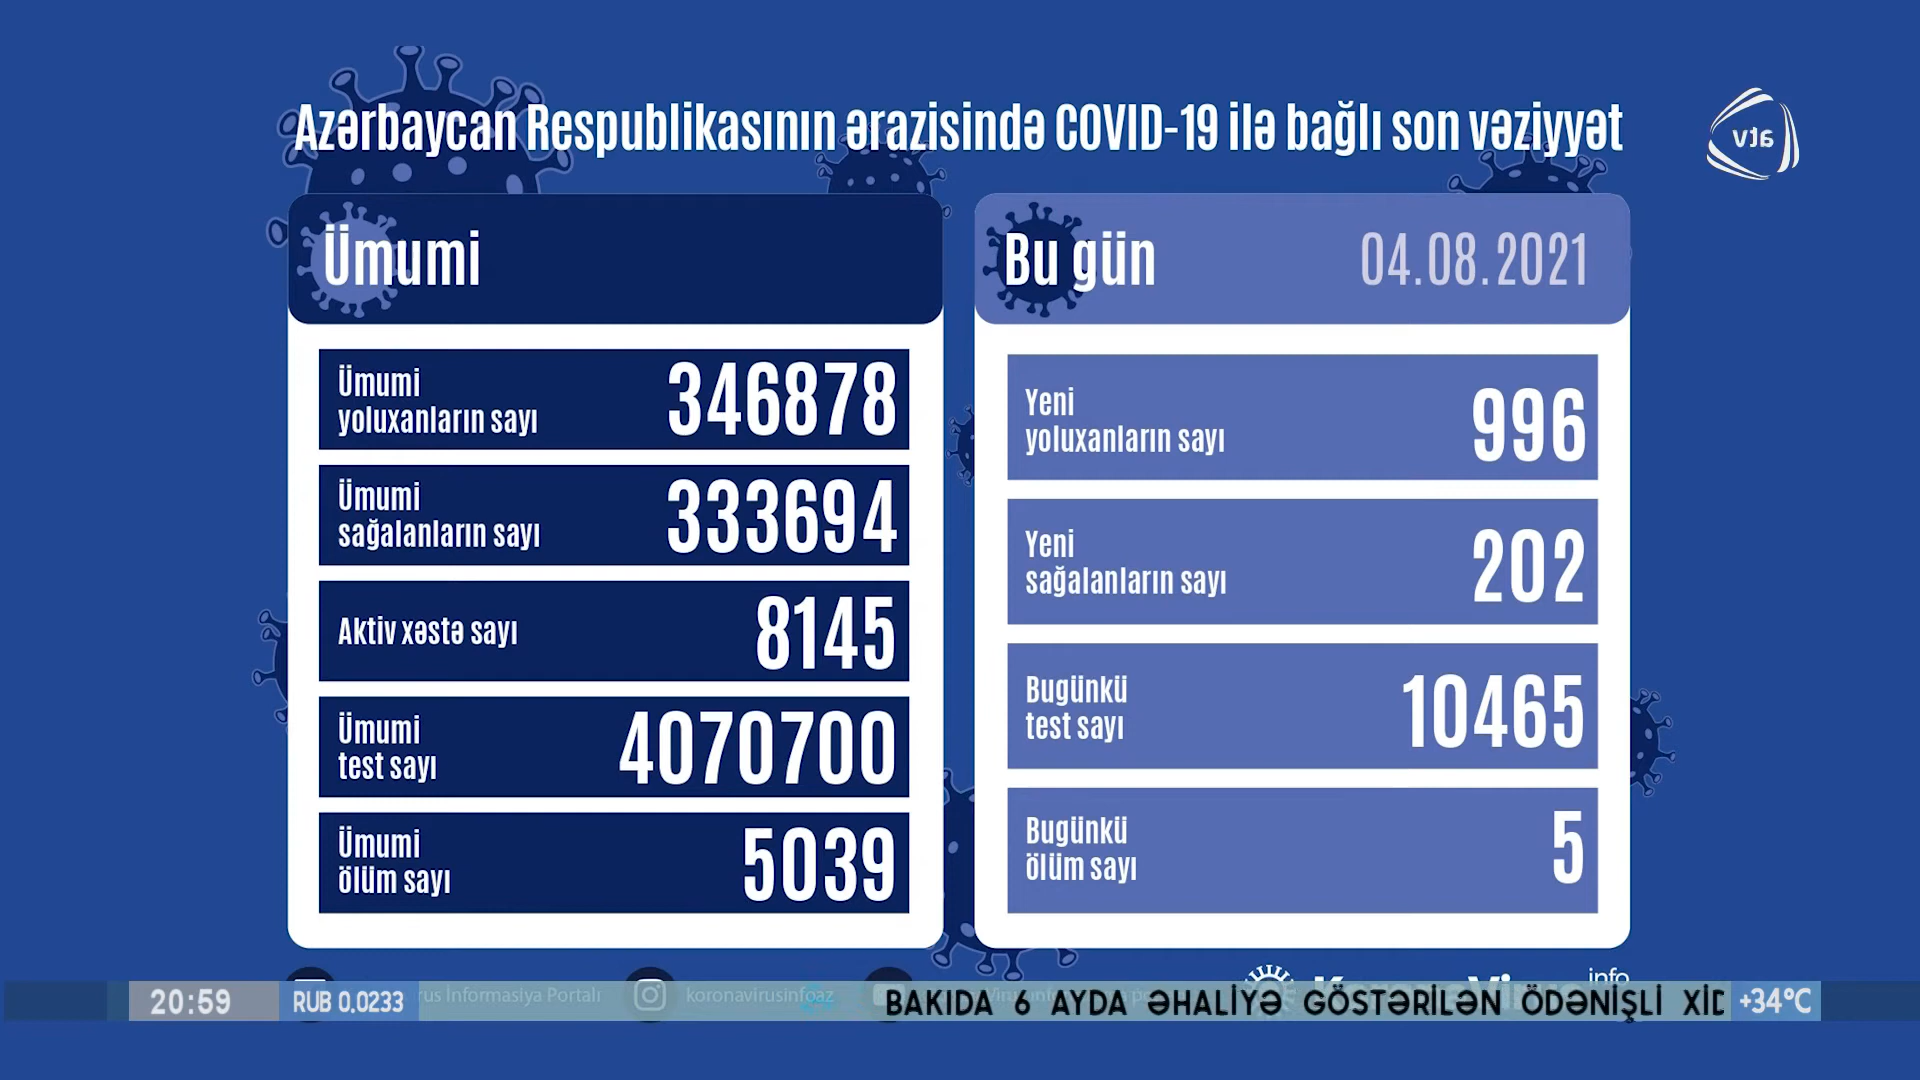 Azərbaycan Respublikasının ərazisində COVID-19 ilə bağlı son vəziyyət
Ümumi
Ümumi
yoluxanların sayı
346878
Ümumi
sağalanların sayı
333694
Aktiv xəstə sayı
8145
Ümumi
test sayı
4070700
Ümumi
ölüm sayı
5039
Bu gün
04.08.2021
Yeni
yoluxanların sayı
996
Yeni
sağalanların sayı
202
Bugünkü
test sayı
10465
Bugünkü
ölüm sayı
5
info
İnformasiya Portalı
koronavirusinfoaz
20:59
RUB 0.0233
BAKIDA 6 AYDA ƏHALİYƏ GÖSTƏRİLƏN ÖDƏNİŞLİ
+34°C